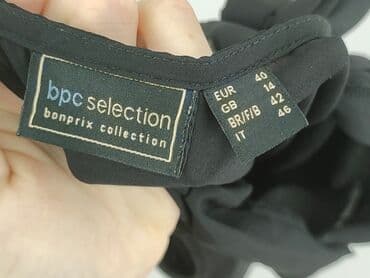 bpc selection
bonprix collection
EUR 40
GB 14
BR/F/B 42
IT 46